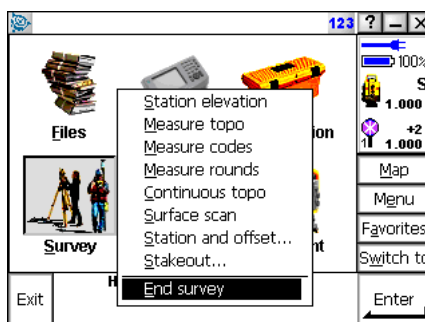 123 ? – X
100%
S
1.000
+2
1 1.000
Files
ion
Survey
nt
Station elevation
Measure topo
Measure codes
Measure rounds
Continuous topo
Surface scan
Station and offset...
Stakeout...
End survey
Map
Menu
Favorites
Switch to
Exit
H
Enter